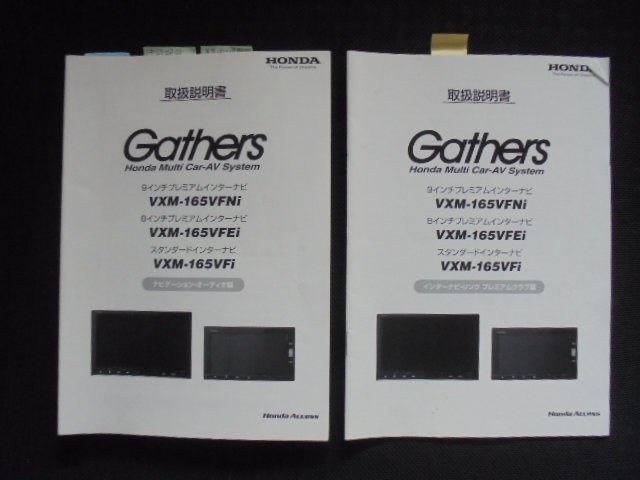 HONDA
The Power of Dreams
取扱説明書
Gathers
Honda Multi Car-AV System
9インチプレミアムインターナビ
VXM-165VFNi
8インチプレミアムインターナビ
VXM-165VFEi
スタンダードインターナビ
VXM-165VFi
ナビゲーション・オーディオ編
Honda Access
HONDA
The Power of Dreams
取扱説明書
Gathers
Honda Multi Car-AV System
9インチプレミアムインターナビ
VXM-165VFNi
8インチプレミアムインターナビ
VXM-165VFEi
スタンダードインターナビ
VXM-165VFi
インターナビ・リンク プレミアムクラブ編
Honda Access